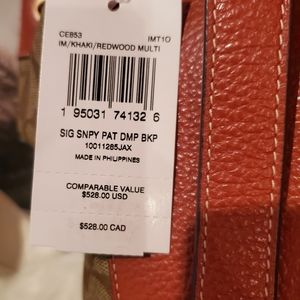 CE853 IMT1O
IM/KHAKI/REDWOOD MULTI
1 95031 74132 6
SIG SNPY PAT DMP BKP
10011285JAX
MADE IN PHILIPPINES
COMPARABLE VALUE
$528.00 USD
$528.00 CAD